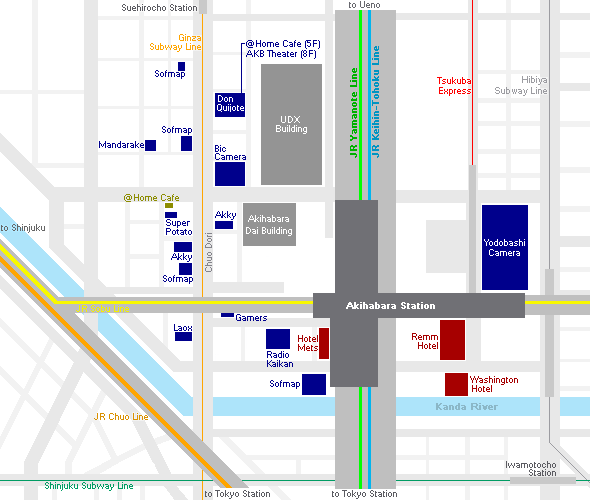 Suehirocho Station
to Ueno
Ginza
Subway Line
@Home Cafe (5F)
AKB Theater (8F)
Sofmap
JR Yamanote Line
JR Keihin-Tohoku Line
Tsukuba
Express
Hibiya
Subway Line
Don
Quijote
UDX
Building
Sofmap
Mandarake
Bic
Camera
@Home Cafe
Super
Potato
Akky
Akihabara
Dai Building
to Shinjuku
Chuo Dori
Yodobashi
Camera
Akky
Sofmap
JR Sobu Line
Akihabara Station
Gamers
Laox
Radio
Kaikan
Hotel
Mets
Remm
Hotel
Sofmap
Washington
Hotel
Kanda River
JR Chuo Line
Iwamotocho
Station
Shinjuku Subway Line
to Tokyo Station
to Tokyo Station